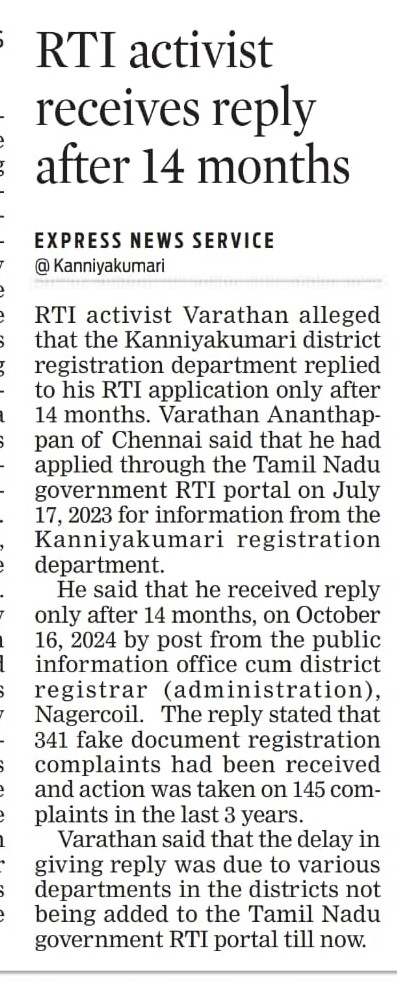 RTI activist
receives reply
after 14 months
EXPRESS NEWS SERVICE
@ Kanniyakumari
RTI activist Varathan alleged
that the Kanniyakumari district
registration department replied
to his RTI application only after
14 months. Varathan Ananthap-
pan of Chennai said that he had
applied through the Tamil Nadu
government RTI portal on July
17, 2023 for information from the
Kanniyakumari registration
department.
He said that he received reply
only after 14 months, on October
16, 2024 by post from the public
information office cum district
registrar (administration),
Nagercoil. The reply stated that
341 fake document registration
complaints had been received
and action was taken on 145 com-
plaints in the last 3 years.
Varathan said that the delay in
giving reply was due to various
departments in the districts not
being added to the Tamil Nadu
government RTI portal till now.